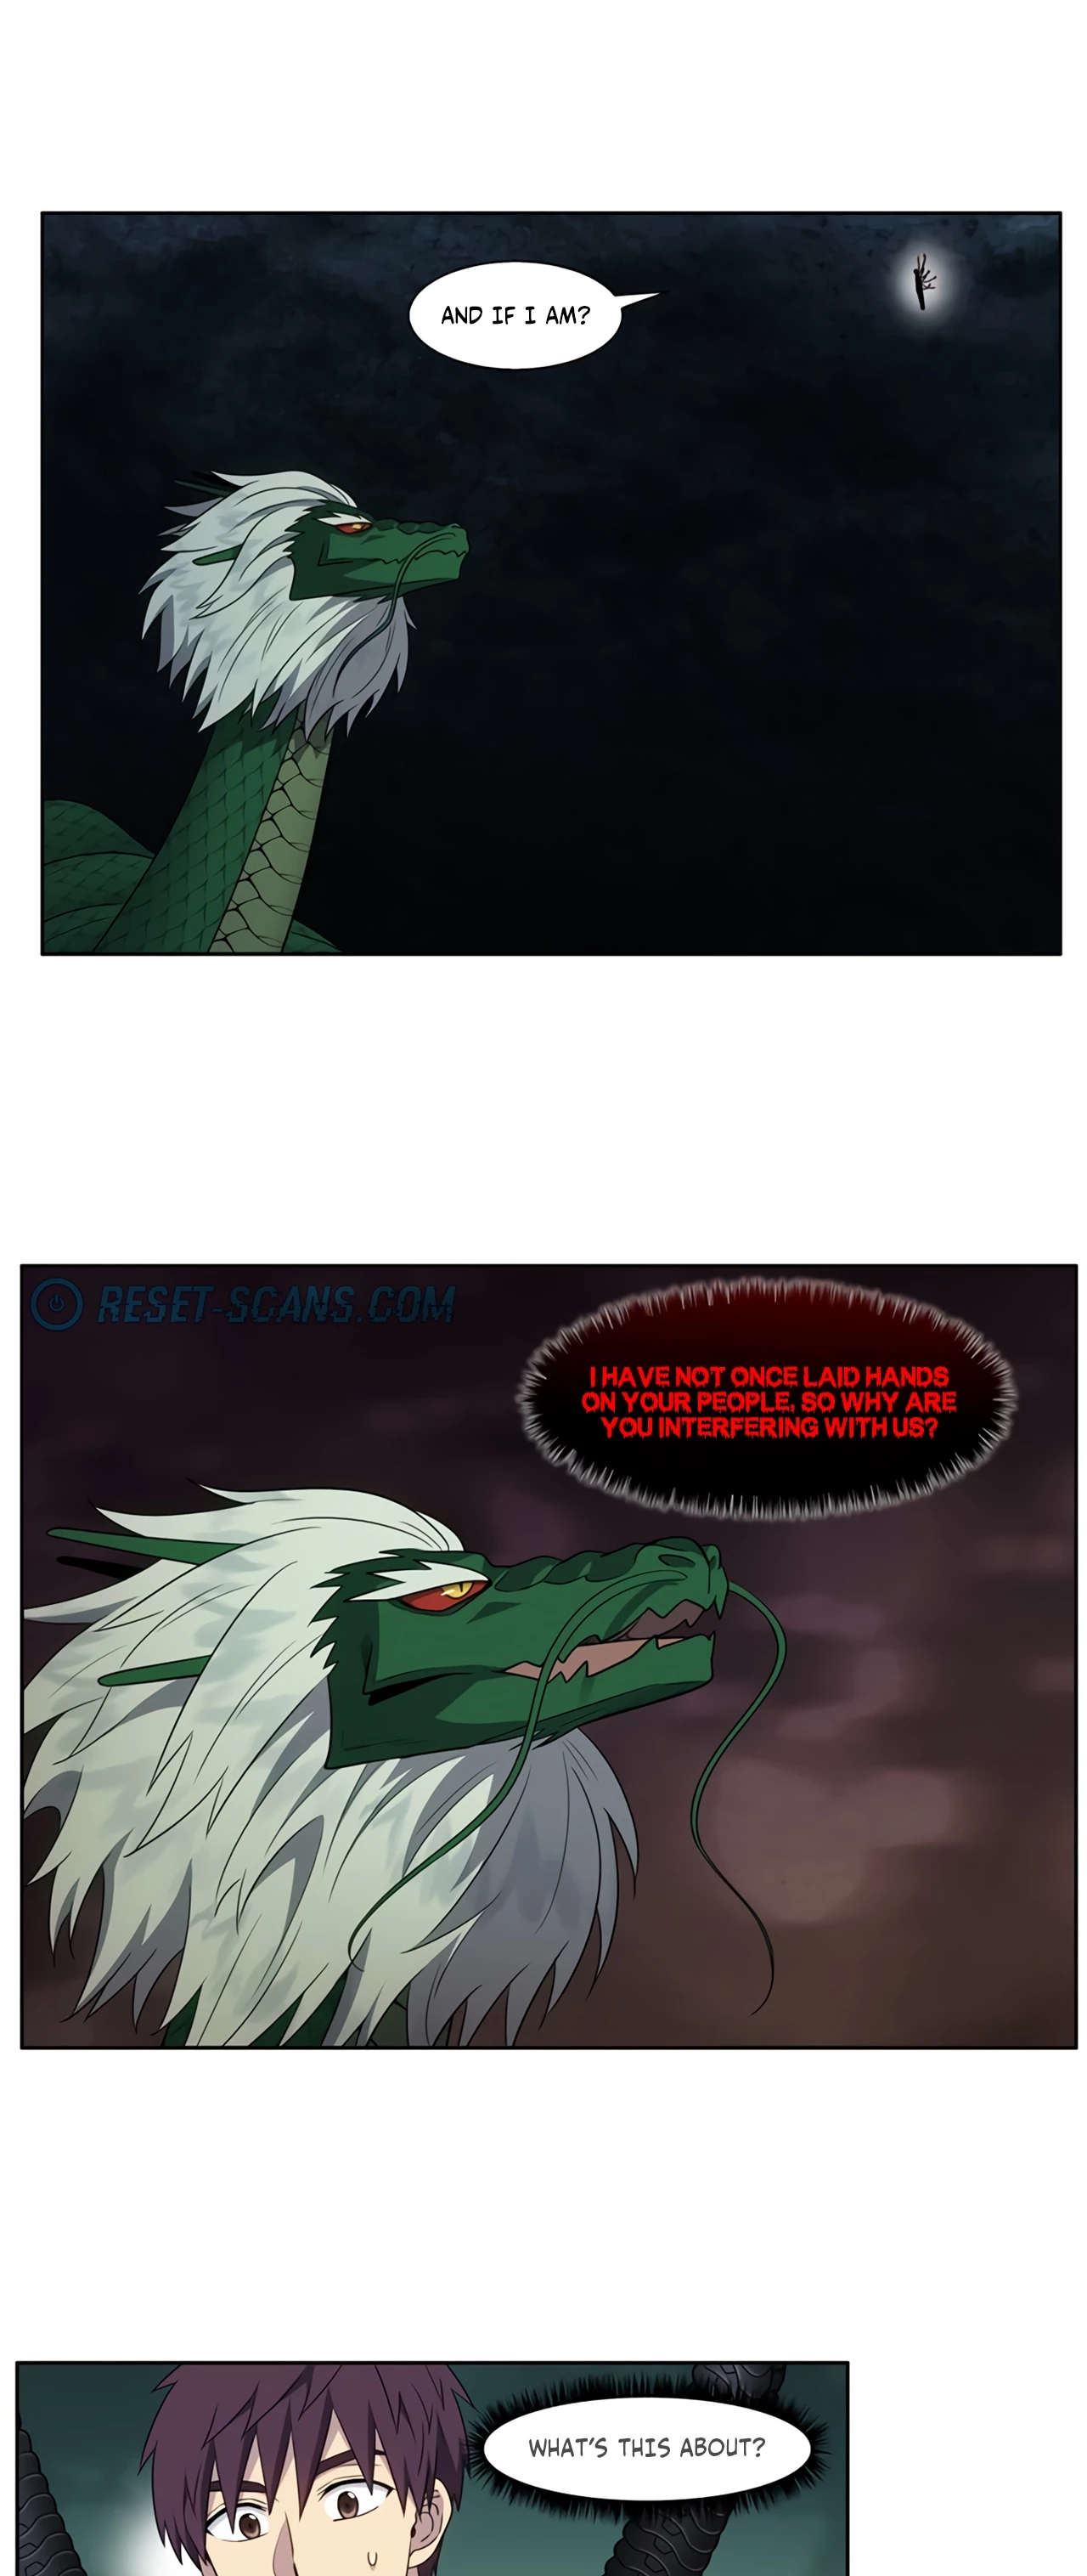 AND IF I AM?
RESET-SCANS.COM
I HAVE NOT ONCE LAID HANDS
ON YOUR PEOPLE, SO WHY ARE
YOU INTERFERING WITH US?
WHAT'S THIS ABOUT?